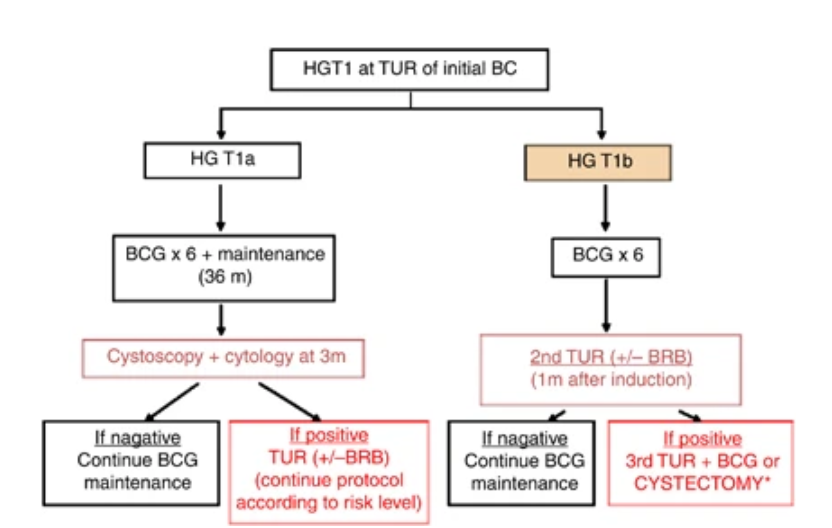 HGT1 at TUR of initial BC
HG T1a
HG T1b
BCG x 6 + maintenance
(36 m)
BCG x 6
Cystoscopy + cytology at 3m
2nd TUR (+/– BRB)
(1m after induction)
If nagative
Continue BCG
maintenance
If positive
TUR (+/–BRB)
(continue protocol
according to risk level)
If nagative
Continue BCG
maintenance
If positive
3rd TUR + BCG or
CYSTECTOMY*